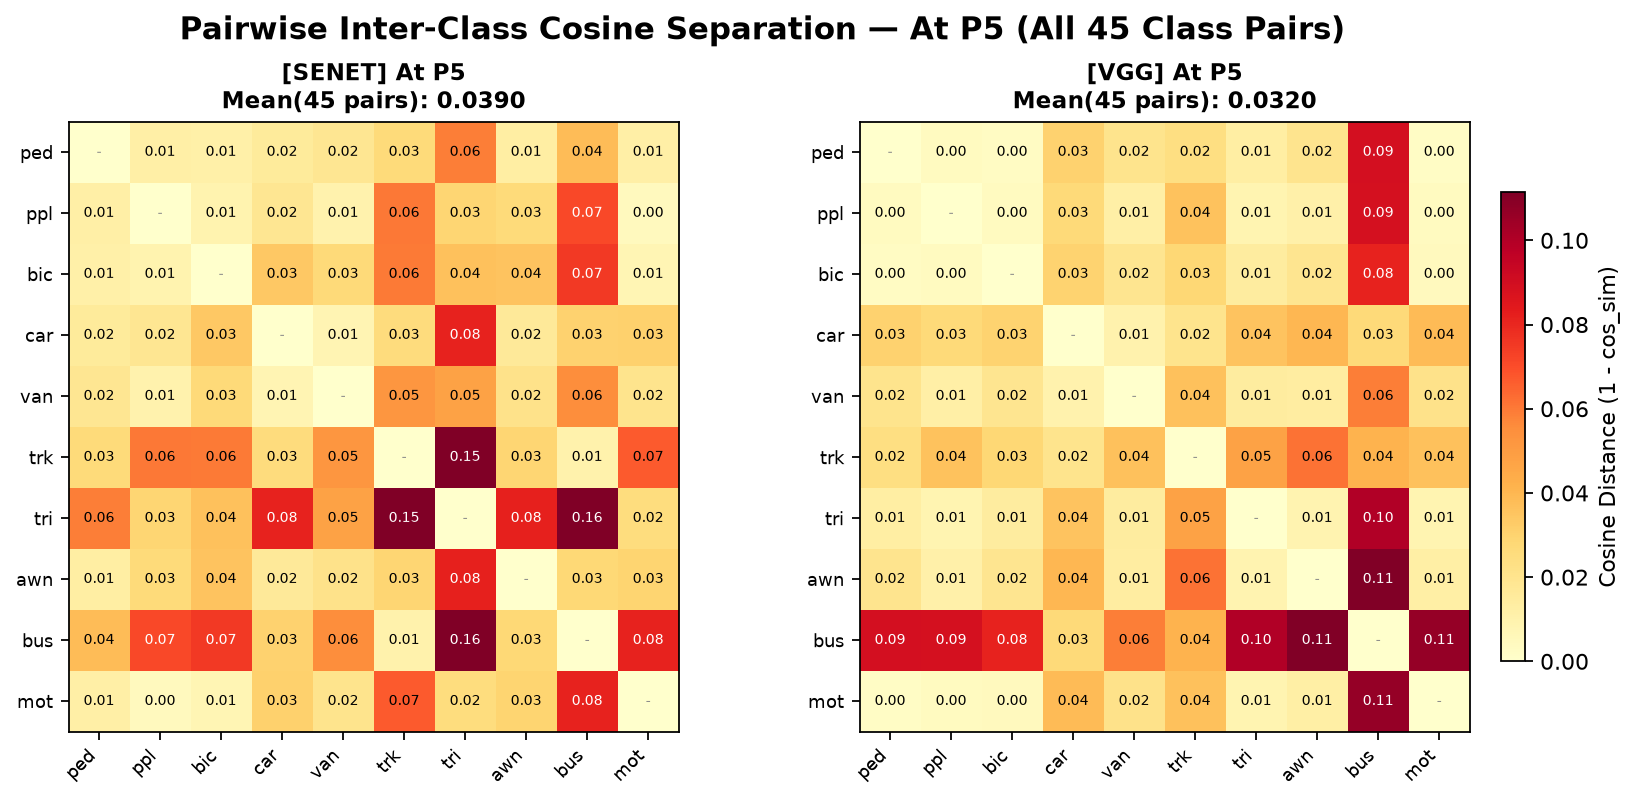 Pairwise Inter-Class Cosine Separation — At P5 (All 45 Class Pairs)
[SENET] At P5
Mean(45 pairs): 0.0390
ped - 0.01 0.01 0.02 0.02 0.03 0.06 0.01 0.04 0.01
ppl 0.01 - 0.01 0.02 0.01 0.06 0.03 0.03 0.07 0.00
bic 0.01 0.01 - 0.03 0.03 0.06 0.04 0.04 0.07 0.01
car 0.02 0.02 0.03 - 0.01 0.03 0.08 0.02 0.03 0.03
van 0.02 0.01 0.03 0.01 - 0.05 0.05 0.02 0.06 0.02
trk 0.03 0.06 0.06 0.03 0.05 - 0.15 0.03 0.01 0.07
tri 0.06 0.03 0.04 0.08 0.05 0.15 - 0.08 0.16 0.02
awn 0.01 0.03 0.04 0.02 0.02 0.03 0.08 - 0.03 0.03
bus 0.04 0.07 0.07 0.03 0.06 0.01 0.16 0.03 - 0.08
mot 0.01 0.00 0.01 0.03 0.02 0.07 0.02 0.03 0.08 -
ped ppl bic car van trk tri awn bus mot
[VGG] At P5
Mean(45 pairs): 0.0320
ped - 0.00 0.00 0.03 0.02 0.02 0.01 0.02 0.09 0.00
ppl 0.00 - 0.00 0.03 0.01 0.04 0.01 0.01 0.09 0.00
bic 0.00 0.00 - 0.03 0.02 0.03 0.01 0.02 0.08 0.00
car 0.03 0.03 0.03 - 0.01 0.02 0.04 0.04 0.03 0.04
van 0.02 0.01 0.02 0.01 - 0.04 0.01 0.01 0.06 0.02
trk 0.02 0.04 0.03 0.02 0.04 - 0.05 0.06 0.04 0.04
tri 0.01 0.01 0.01 0.04 0.01 0.05 - 0.01 0.10 0.01
awn 0.02 0.01 0.02 0.04 0.01 0.06 0.01 - 0.11 0.01
bus 0.09 0.09 0.08 0.03 0.06 0.04 0.10 0.11 - 0.11
mot 0.00 0.00 0.00 0.04 0.02 0.04 0.01 0.01 0.11 -
ped ppl bic car van trk tri awn bus mot
0.10
0.08
0.06
0.04
0.02
0.00
Cosine Distance (1 - cos_sim)